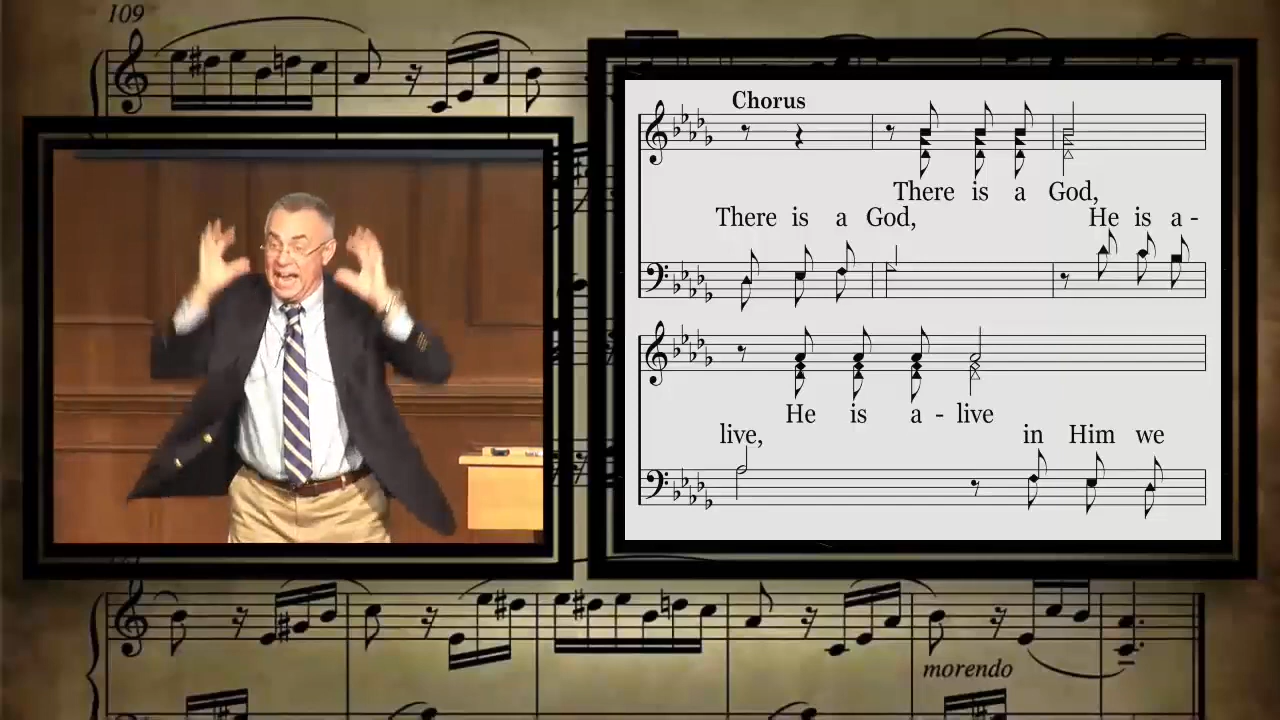 109
Chorus
There is a God,
There is a God, He is a -
He is a - live
live, in Him we
morendo